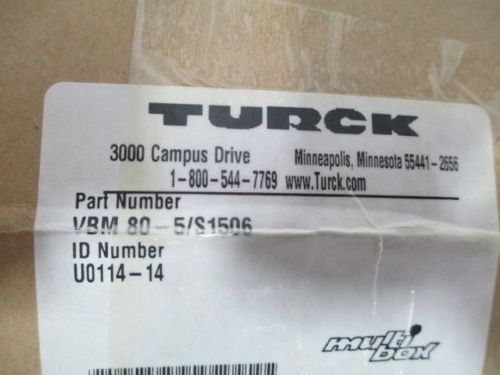 TURCK
3000 Campus Drive Minneapolis, Minnesota 55441-2656
1-800-544-7769 www.Turck.com
Part Number
VBM 80-5/S1506
ID Number
U0114-14
multi
box